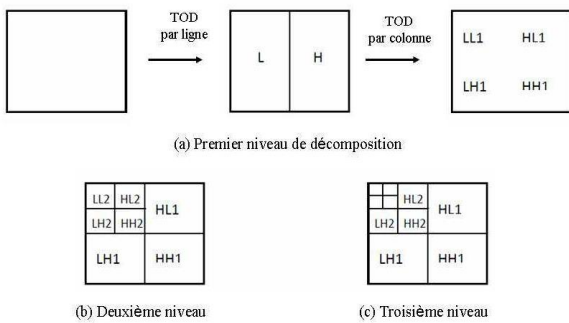 TOD
par ligne
TOD
par colonne
L H
LL1 HL1
LH1 HH1
(a) Premier niveau de décomposition
LL2 HL2
HL1
LH2 HH2
LH1 HH1
(b) Deuxième niveau
HL2
HL1
LH2 HH2
LH1 HH1
(c) Troisième niveau